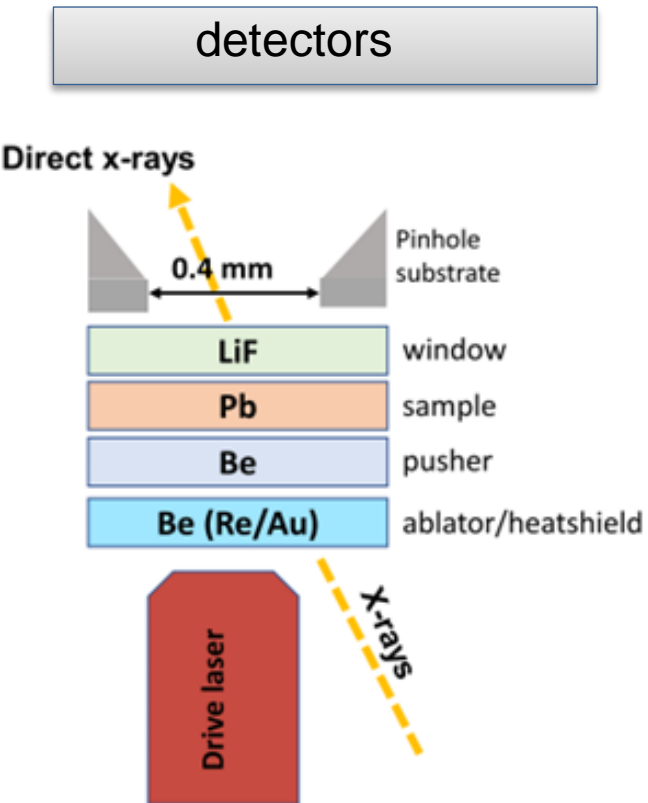 detectors
Direct x-rays
Pinhole
substrate
0.4 mm
LiF
window
Pb
sample
Be
pusher
Be (Re/Au)
ablator/heatshield
X-rays
Drive laser